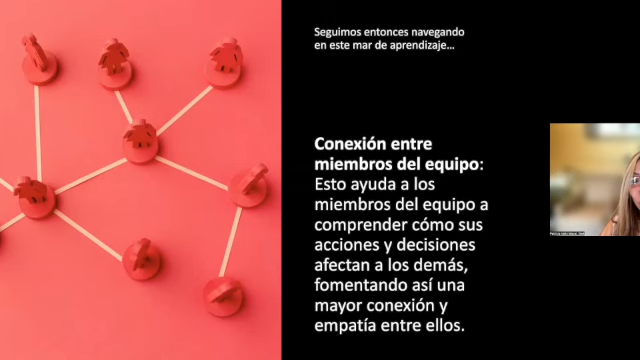 Seguimos entonces navegando
en este mar de aprendizaje...
Conexión entre
miembros del equipo:
Esto ayuda a los
miembros del equipo a
comprender cómo sus
acciones y decisiones
afectan a los demás,
fomentando así una
mayor conexión y
empatía entre ellos.